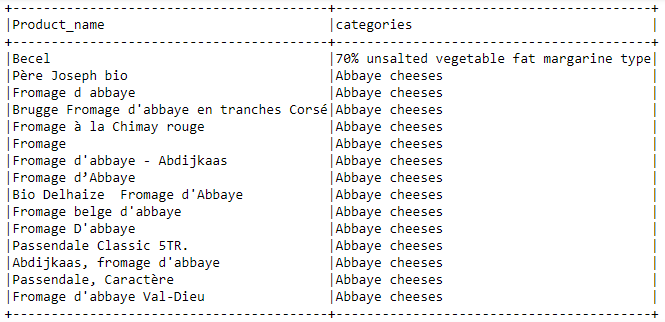 +-----------------------------------------+----------------------------------------+
|Product_name                             |categories                              |
+-----------------------------------------+----------------------------------------+
|Becel                                    |70% unsalted vegetable fat margarine type|
|Père Joseph bio                          |Abbaye cheeses                          |
|Fromage d abbaye                         |Abbaye cheeses                          |
|Brugge Fromage d'abbaye en tranches Corsé|Abbaye cheeses                          |
|Fromage à la Chimay rouge                |Abbaye cheeses                          |
|Fromage                                  |Abbaye cheeses                          |
|Fromage d'abbaye - Abdijkaas             |Abbaye cheeses                          |
|Fromage d’Abbaye                         |Abbaye cheeses                          |
|Bio Delhaize  Fromage d'Abbaye           |Abbaye cheeses                          |
|Fromage belge d'abbaye                   |Abbaye cheeses                          |
|Fromage D'abbaye                         |Abbaye cheeses                          |
|Passendale Classic 5TR.                  |Abbaye cheeses                          |
|Abdijkaas, fromage d'abbaye              |Abbaye cheeses                          |
|Passendale, Caractère                    |Abbaye cheeses                          |
|Fromage d'abbaye Val-Dieu                |Abbaye cheeses                          |
+-----------------------------------------+----------------------------------------+